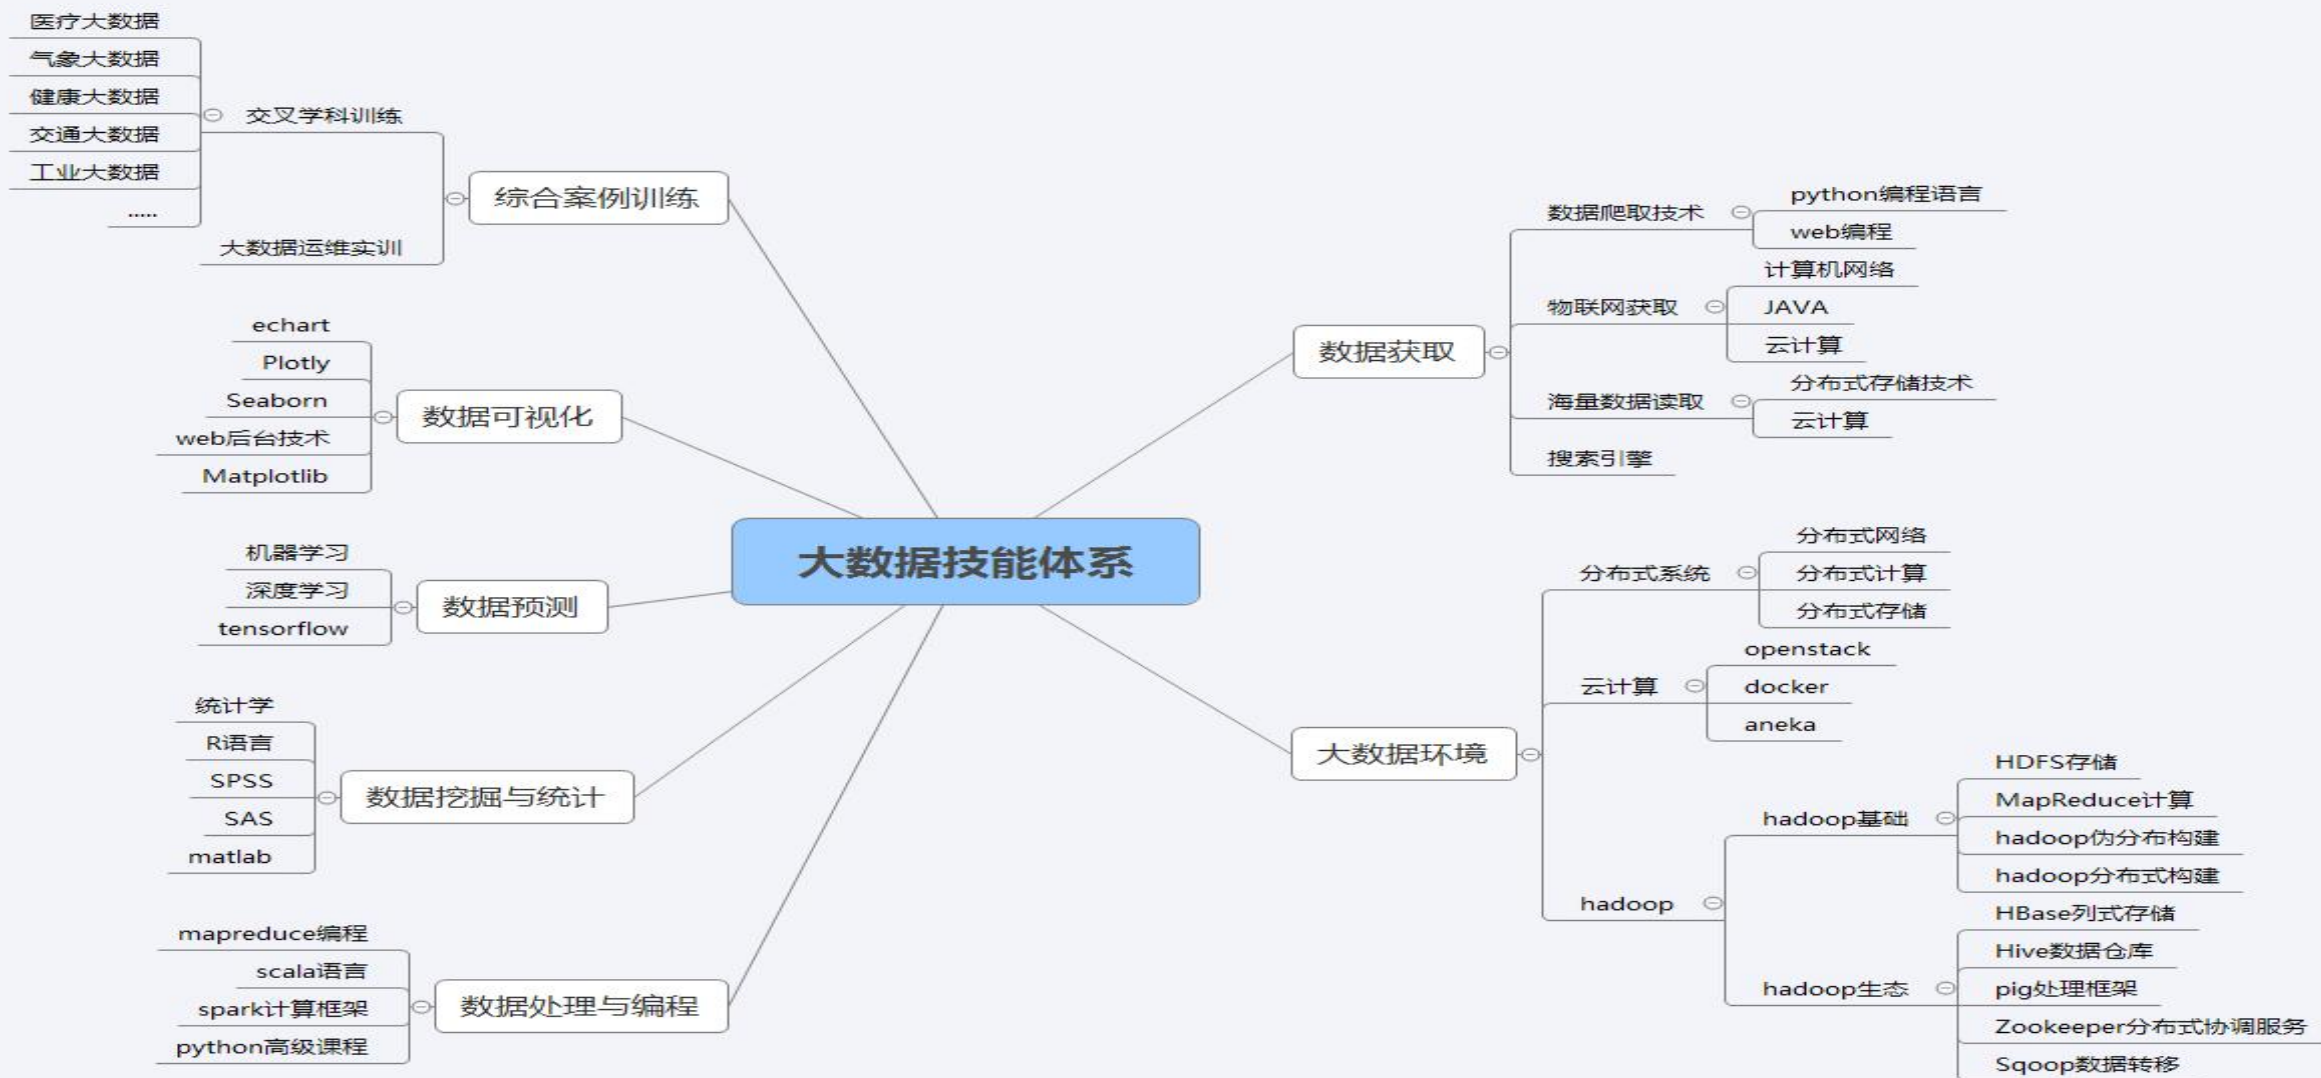 医疗大数据
气象大数据
健康大数据
交通大数据
工业大数据
.....
交叉学科训练
大数据运维实训
综合案例训练
echart
Plotly
Seaborn
web后台技术
Matplotlib
数据可视化
机器学习
深度学习
tensorflow
数据预测
统计学
R语言
SPSS
SAS
matlab
数据挖掘与统计
mapreduce编程
scala语言
spark计算框架
python高级课程
数据处理与编程
大数据技能体系
数据获取
数据爬取技术
python编程语言
web编程
物联网获取
计算机网络
JAVA
云计算
海量数据读取
分布式存储技术
云计算
搜索引擎
大数据环境
分布式系统
分布式网络
分布式计算
分布式存储
云计算
openstack
docker
aneka
hadoop
hadoop基础
HDFS存储
MapReduce计算
hadoop伪分布构建
hadoop分布式构建
hadoop生态
HBase列式存储
Hive数据仓库
pig处理框架
Zookeeper分布式协调服务
Sqoop数据转移